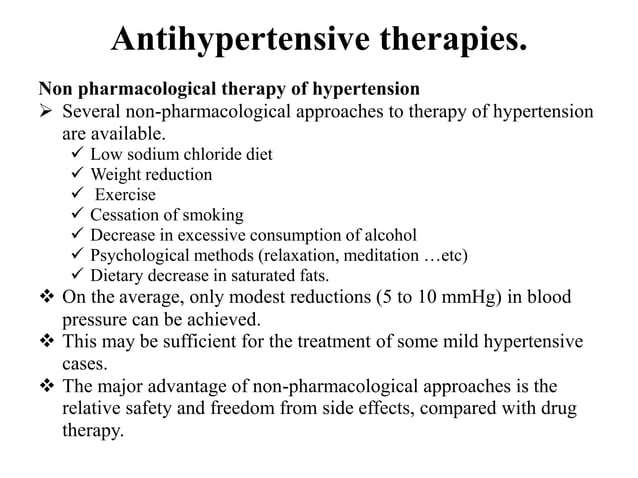 Antihypertensive therapies.
Non pharmacological therapy of hypertension
➢ Several non-pharmacological approaches to therapy of hypertension
are available.
✓ Low sodium chloride diet
✓ Weight reduction
✓ Exercise
✓ Cessation of smoking
✓ Decrease in excessive consumption of alcohol
✓ Psychological methods (relaxation, meditation …etc)
✓ Dietary decrease in saturated fats.
❖ On the average, only modest reductions (5 to 10 mmHg) in blood
pressure can be achieved.
❖ This may be sufficient for the treatment of some mild hypertensive
cases.
❖ The major advantage of non-pharmacological approaches is the
relative safety and freedom from side effects, compared with drug
therapy.